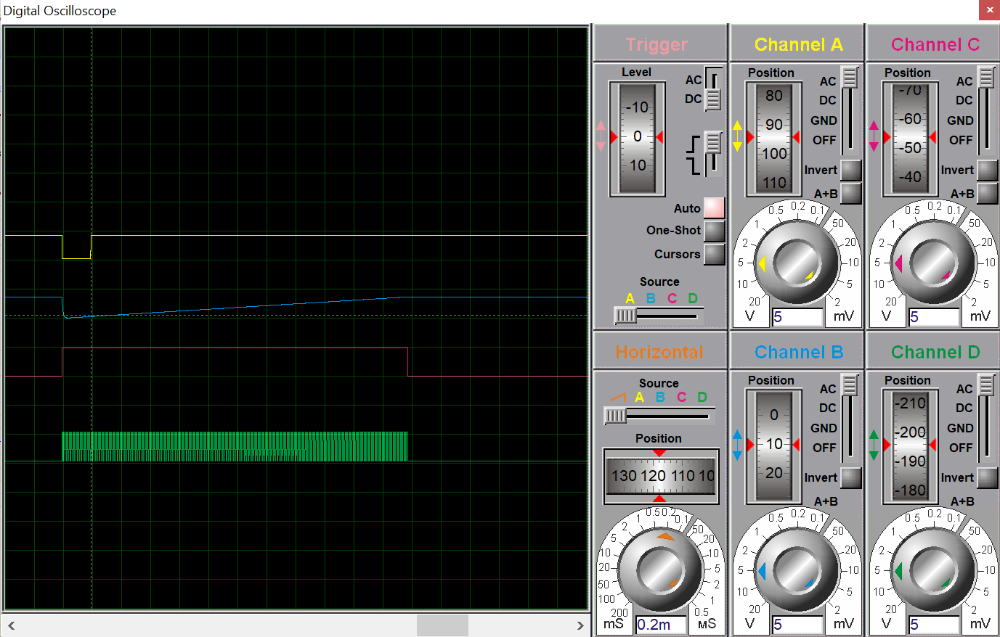 Digital Oscilloscope
Trigger
Level
AC
DC
-10
0
10
Auto
One-Shot
Cursors
Source
A B C D
Channel A
Position
80
90
100
110
AC
DC
GND
OFF
Invert
A+B
20
10
5
2
1
0.5
0.2
0.1
50
20
10
5
2
V
5
mV
Channel C
Position
-70
-60
-50
-40
AC
DC
GND
OFF
Invert
A+B
20
10
5
2
1
0.5
0.2
0.1
50
20
10
5
2
V
5
mV
Horizontal
Source
A B C D
Position
130 120 110 10
200
100
50
20
10
5
2
1
0.5
0.2
0.1
50
20
10
5
2
1
0.5
mS
0.2m
мS
Channel B
Position
0
10
20
AC
DC
GND
OFF
Invert
A+B
20
10
5
2
1
0.5
0.2
0.1
50
20
10
5
2
V
5
mV
Channel D
Position
-210
-200
-190
-180
AC
DC
GND
OFF
Invert
A+B
20
10
5
2
1
0.5
0.2
0.1
50
20
10
5
2
V
5
mV